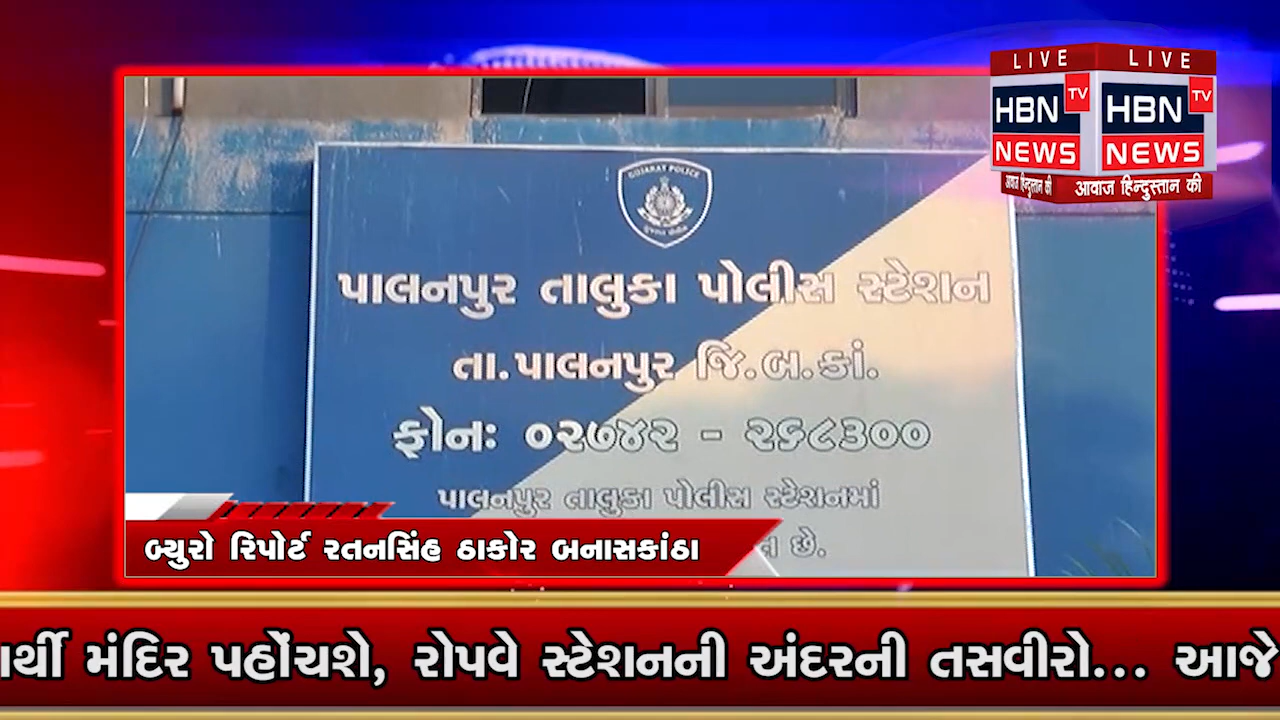 LIVE LIVE
HBN TV HBN TV
NEWS NEWS
आवाज हिन्दुस्तान की आवाज हिन्दुस्तान की
GUJARAT POLICE
ગુજરાત પોલીસ
પાલનપુર તાલુકા પોલીસ સ્ટેશન
તા.પાલનપુર જિ.બ.કાં.
ફોનઃ ૦૨૭૪૨ - ૨૬૮૩૦૦
પાલનપુર તાલુકા પોલીસ સ્ટેશનમાં
છે.
બ્યુરો રિપોર્ટ રતનસિંહ ઠાકોર બનાસકાંઠા
મંદિર પહોંચશે, રોપવે સ્ટેશનની અંદરની તસવીરો... આજે